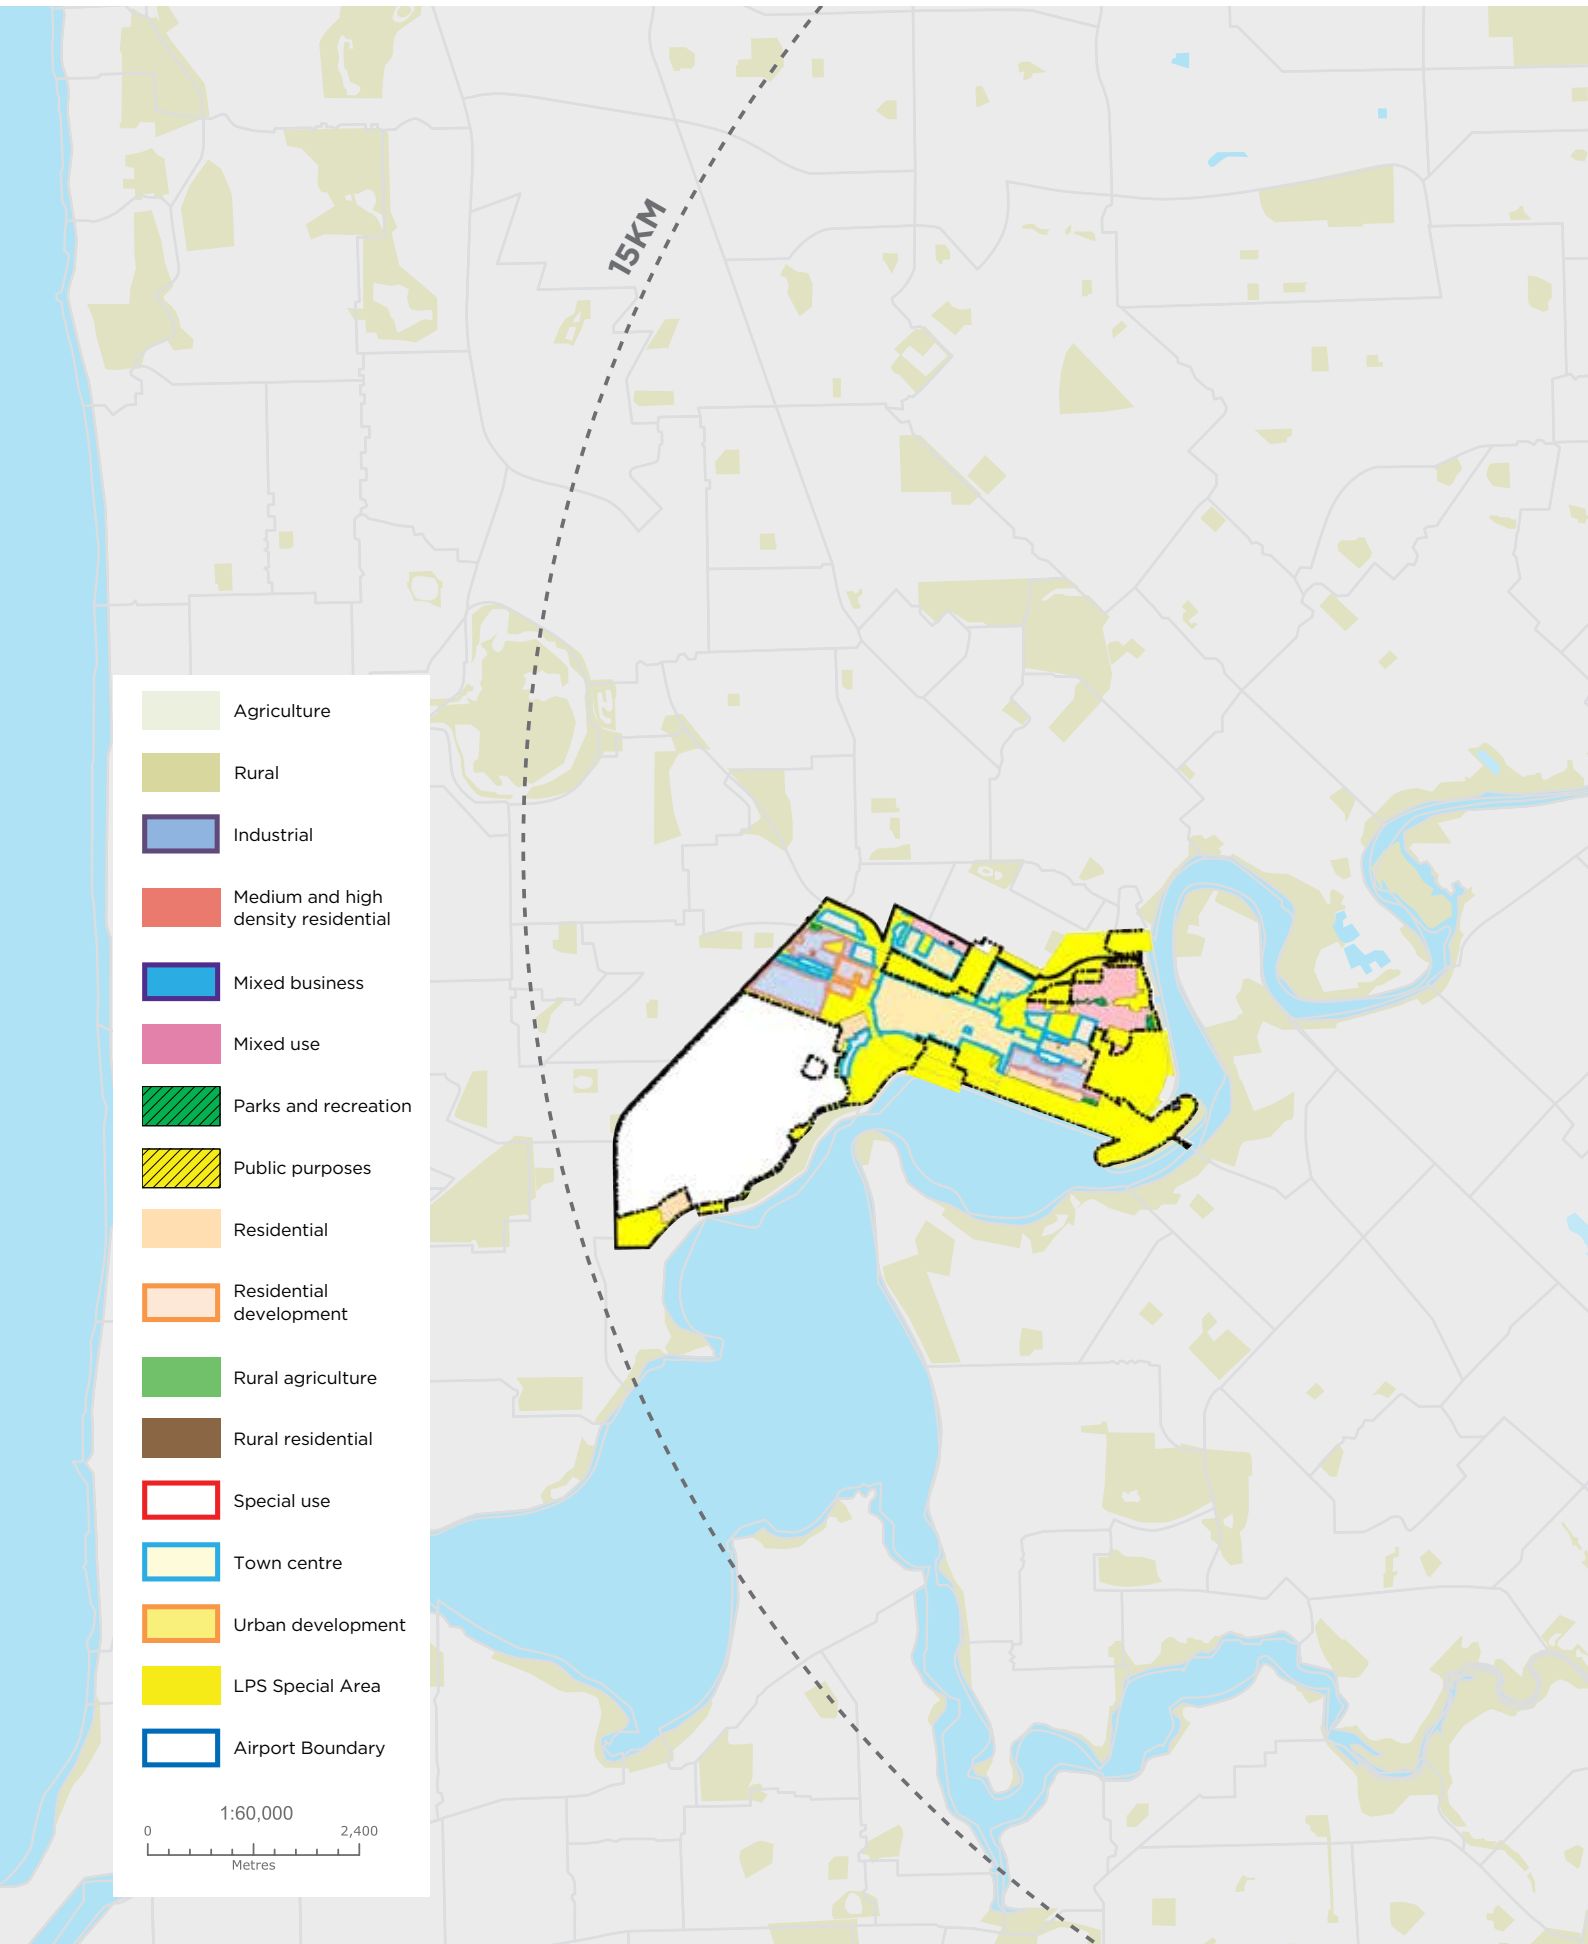 15KM
Agriculture
Rural
Industrial
Medium and high
density residential
Mixed business
Mixed use
Parks and recreation
Public purposes
Residential
Residential
development
Rural agriculture
Rural residential
Special use
Town centre
Urban development
LPS Special Area
Airport Boundary
1:60,000
0 2,400
Metres